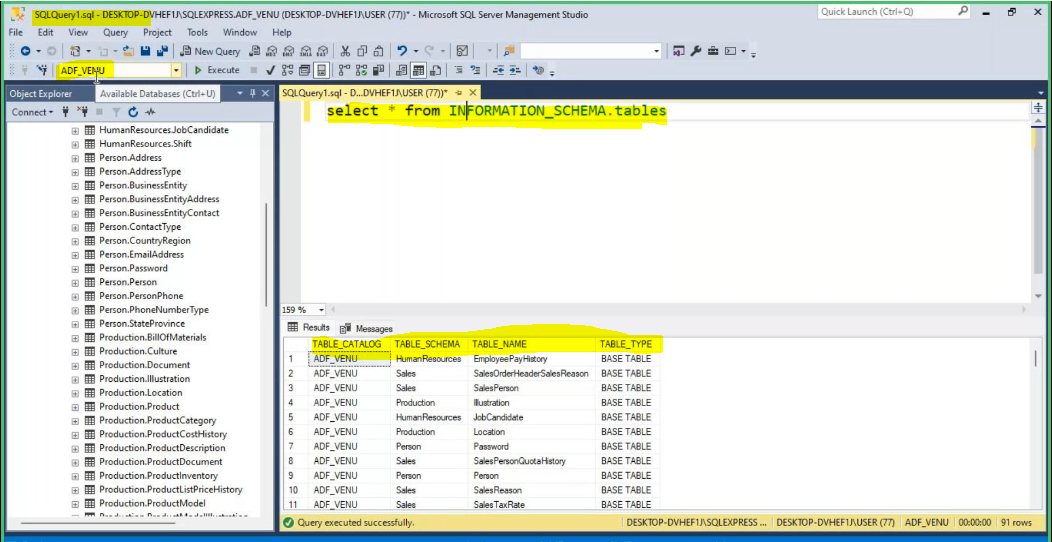 SQLQuery1.sql - DESKTOP-DVHEF1J\SQLEXPRESS.ADF_VENU (DESKTOP-DVHEF1J\USER (77))* - Microsoft SQL Server Management Studio
Quick Launch (Ctrl+Q)
File Edit View Query Project Tools Window Help
New Query
ADF_VENU
Execute
Object Explorer
Available Databases (Ctrl+U)
SQLQuery1.sql - D...DVHEF1J\USER (77))*
Connect
select * from INFORMATION_SCHEMA.tables
HumanResources.JobCandidate
HumanResources.Shift
Person.Address
Person.AddressType
Person.BusinessEntity
Person.BusinessEntityAddress
Person.BusinessEntityContact
Person.ContactType
Person.CountryRegion
Person.EmailAddress
Person.Password
Person.Person
Person.PersonPhone
Person.PhoneNumberType
Person.StateProvince
Production.BillOfMaterials
Production.Culture
Production.Document
Production.Illustration
Production.Location
Production.Product
Production.ProductCategory
Production.ProductCostHistory
Production.ProductDescription
Production.ProductDocument
Production.ProductInventory
Production.ProductListPriceHistory
Production.ProductModel
159 %
Results Messages
TABLE_CATALOG TABLE_SCHEMA TABLE_NAME TABLE_TYPE
1 ADF_VENU HumanResources EmployeePayHistory BASE TABLE
2 ADF_VENU Sales SalesOrderHeaderSalesReason BASE TABLE
3 ADF_VENU Sales SalesPerson BASE TABLE
4 ADF_VENU Production Illustration BASE TABLE
5 ADF_VENU HumanResources JobCandidate BASE TABLE
6 ADF_VENU Production Location BASE TABLE
7 ADF_VENU Person Password BASE TABLE
8 ADF_VENU Sales SalesPersonQuotaHistory BASE TABLE
9 ADF_VENU Person Person BASE TABLE
10 ADF_VENU Sales SalesReason BASE TABLE
11 ADF_VENU Sales SalesTaxRate BASE TABLE
Query executed successfully.
DESKTOP-DVHEF1J\SQLEXPRESS ... DESKTOP-DVHEF1J\USER (77) ADF_VENU 00:00:00 91 rows